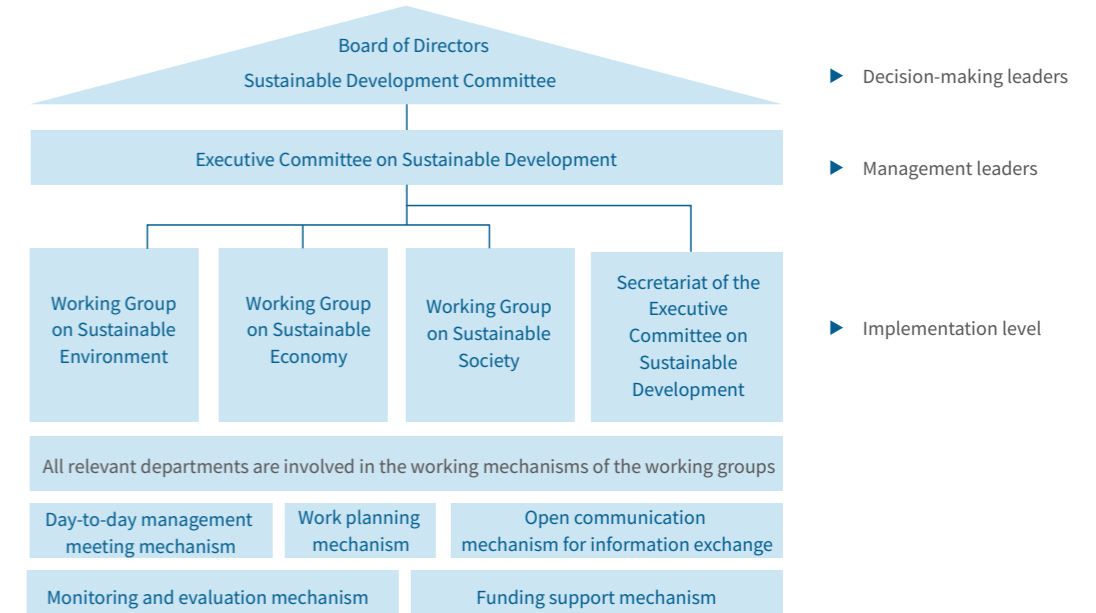 Board of Directors
Sustainable Development Committee
Decision-making leaders
Executive Committee on Sustainable Development
Management leaders
Working Group
on Sustainable
Environment
Working Group
on Sustainable
Economy
Working Group
on Sustainable
Society
Secretariat of the
Executive
Committee on
Sustainable
Development
Implementation level
All relevant departments are involved in the working mechanisms of the working groups
Day-to-day management
meeting mechanism
Work planning
mechanism
Open communication
mechanism for information exchange
Monitoring and evaluation mechanism
Funding support mechanism